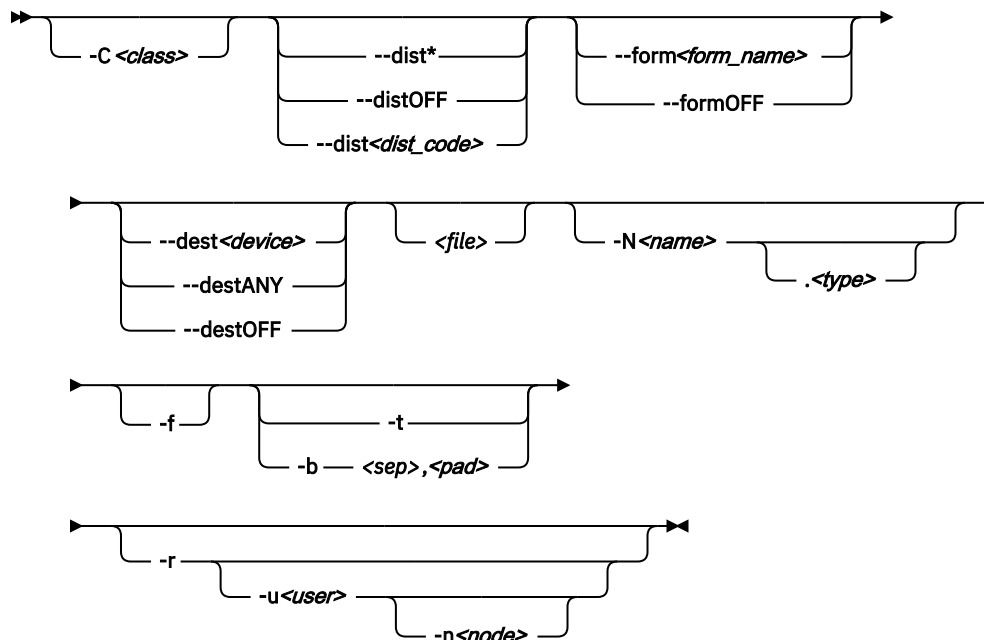 -C <class>
--dist*
--distOFF
--dist<dist_code>
--form<form_name>
--formOFF
--dest<device>
--destANY
--destOFF
<file>
-N<name>
.<type>
-f
-t
-b <sep>,<pad>
-r
-u<user>
-n<node>